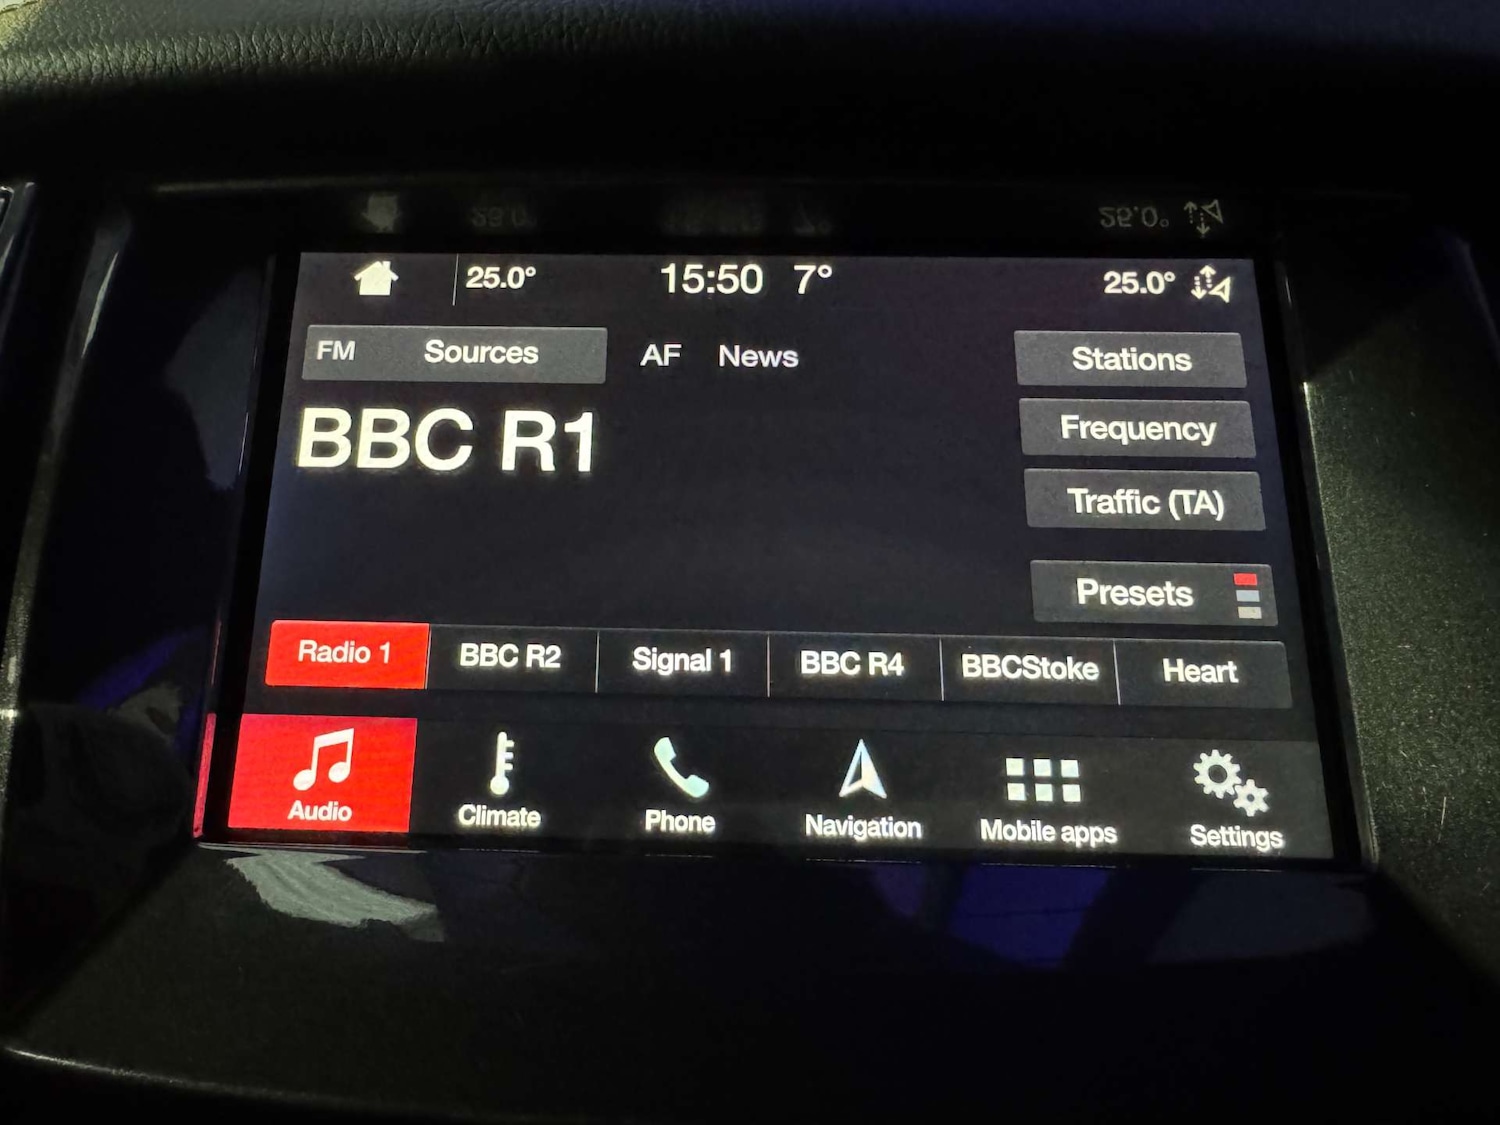 25.0° 15:50 7° 25.0°
FM Sources AF News Stations
BBC R1
Frequency
Traffic (TA)
Presets
Radio 1 BBC R2 Signal 1 BBC R4 BBCStoke Heart
Audio Climate Phone Navigation Mobile apps Settings